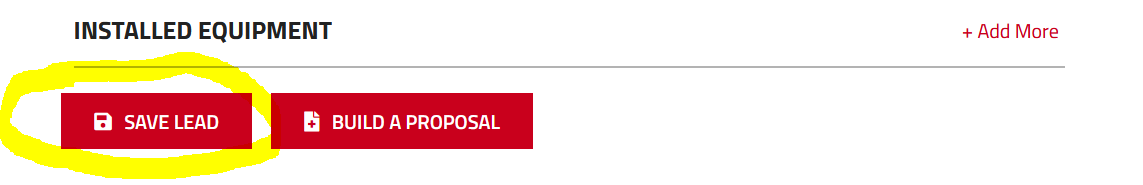 INSTALLED EQUIPMENT
+ Add More
SAVE LEAD
BUILD A PROPOSAL